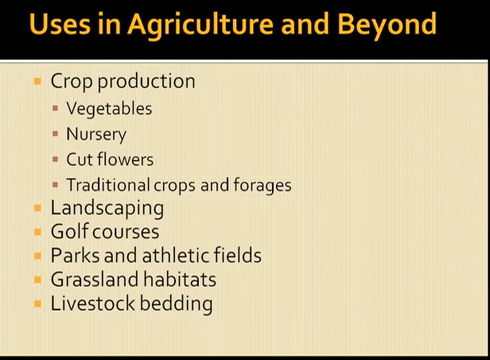 Uses in Agriculture and Beyond
Crop production
Vegetables
Nursery
Cut flowers
Traditional crops and forages
Landscaping
Golf courses
Parks and athletic fields
Grassland habitats
Livestock bedding